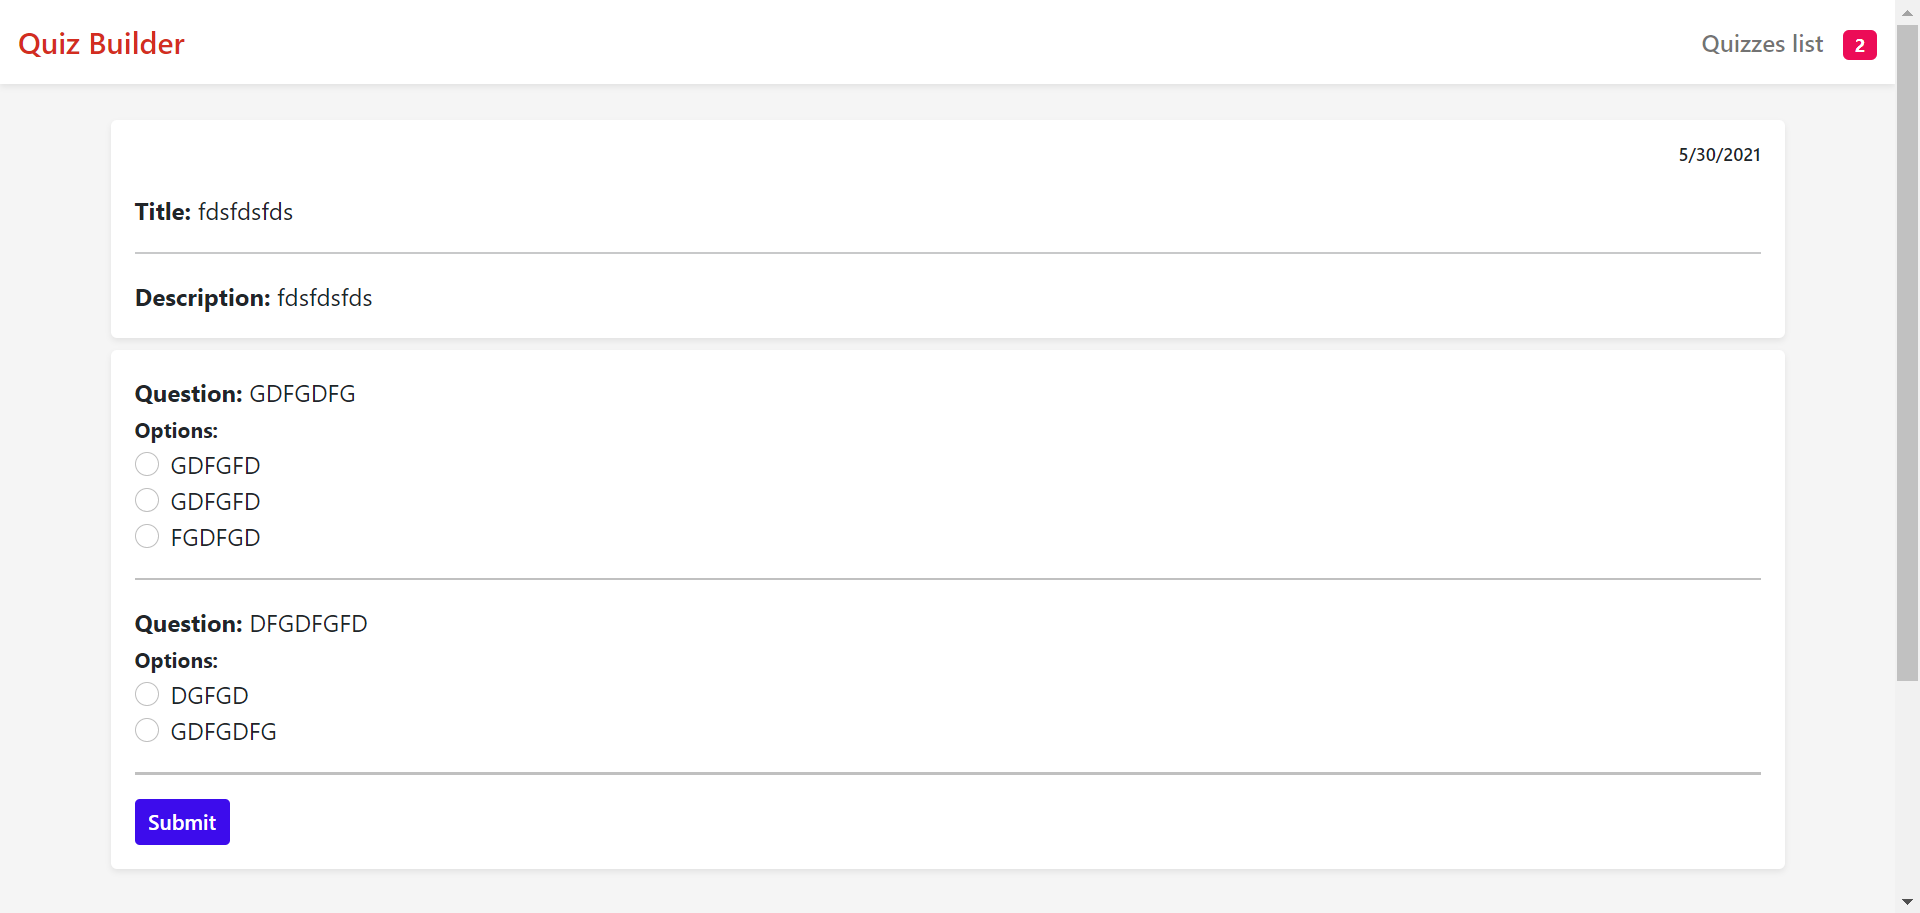 Quiz Builder
Quizzes list 2
5/30/2021
Title: fdsfdsfds
Description: fdsfdsfds
Question: GDFGDFG
Options:
GDFGFD
GDFGFD
FGDFGD
Question: DFGDFGFD
Options:
DGFGD
GDFGDFG
Submit